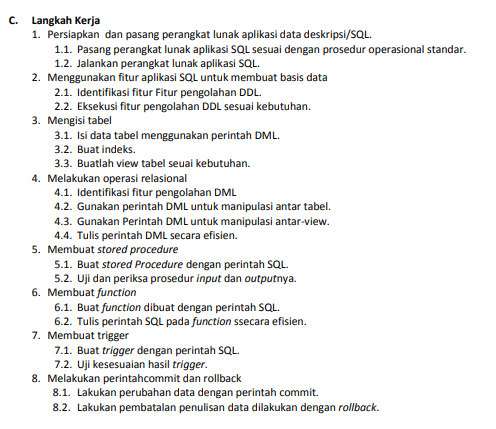 C. Langkah Kerja
1. Persiapkan dan pasang perangkat lunak aplikasi data deskripsi/SQL.
1.1. Pasang perangkat lunak aplikasi SQL sesuai dengan prosedur operasional standar.
1.2. Jalankan perangkat lunak aplikasi SQL.
2. Menggunakan fitur aplikasi SQL untuk membuat basis data
2.1. Identifikasi fitur Fitur pengolahan DDL.
2.2. Eksekusi fitur pengolahan DDL sesuai kebutuhan.
3. Mengisi tabel
3.1. Isi data tabel menggunakan perintah DML.
3.2. Buat indeks.
3.3. Buatlah view tabel seuai kebutuhan.
4. Melakukan operasi relasional
4.1. Identifikasi fitur pengolahan DML
4.2. Gunakan perintah DML untuk manipulasi antar tabel.
4.3. Gunakan Perintah DML untuk manipulasi antar-view.
4.4. Tulis perintah DML secara efisien.
5. Membuat stored procedure
5.1. Buat stored Procedure dengan perintah SQL.
5.2. Uji dan periksa prosedur input dan outputnya.
6. Membuat function
6.1. Buat function dibuat dengan perintah SQL.
6.2. Tulis perintah SQL pada function ssecara efisien.
7. Membuat trigger
7.1. Buat trigger dengan perintah SQL.
7.2. Uji kesesuaian hasil trigger.
8. Melakukan perintahcommit dan rollback
8.1. Lakukan perubahan data dengan perintah commit.
8.2. Lakukan pembatalan penulisan data dilakukan dengan rollback.